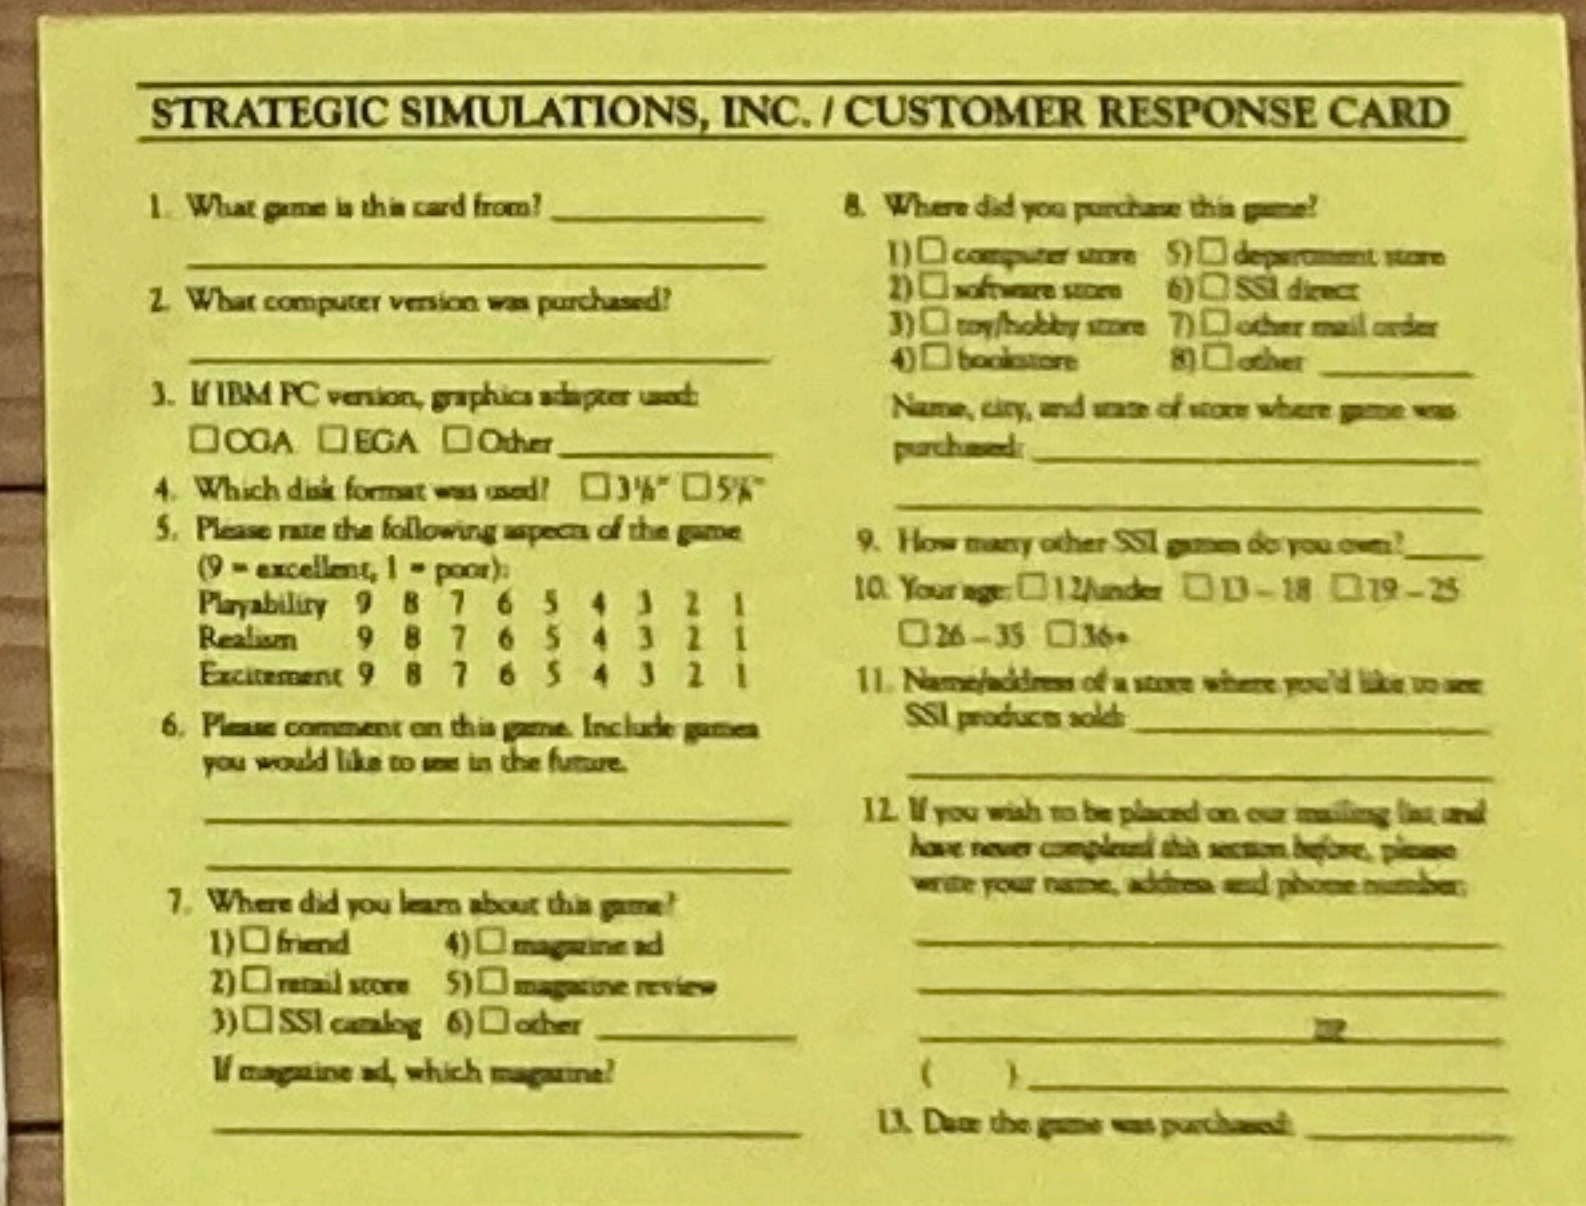 STRATEGIC SIMULATIONS, INC. / CUSTOMER RESPONSE CARD
1. What game is this card from?
2. What computer version was purchased?
3. If IBM PC version, graphics adapter used:
☐ CGA ☐ EGA ☐ Other
4. Which disk format was used? ☐ 3½" ☐ 5¼"
5. Please rate the following aspects of the game
(9 = excellent, 1 = poor):
Playability 9 8 7 6 5 4 3 2 1
Realism 9 8 7 6 5 4 3 2 1
Excitement 9 8 7 6 5 4 3 2 1
6. Please comment on this game. Include games
you would like to see in the future.
7. Where did you learn about this game?
1) ☐ friend 4) ☐ magazine ad
2) ☐ retail store 5) ☐ magazine review
3) ☐ SSI catalog 6) ☐ other
If magazine ad, which magazine?
8. Where did you purchase this game?
1) ☐ computer store 5) ☐ department store
2) ☐ software store 6) ☐ SSI direct
3) ☐ toy/hobby store 7) ☐ other mail order
4) ☐ bookstore 8) ☐ other
Name, city, and state of store where game was
purchased:
9. How many other SSI games do you own?
10. Your age: ☐ 12/under ☐ 13 – 18 ☐ 19 – 25
☐ 26 – 35 ☐ 36+
11. Name/address of a store where you'd like to see
SSI products sold:
12. If you wish to be placed on our mailing list and
have never completed this section before, please
write your name, address and phone number:
ZIP
( )
13. Date the game was purchased: